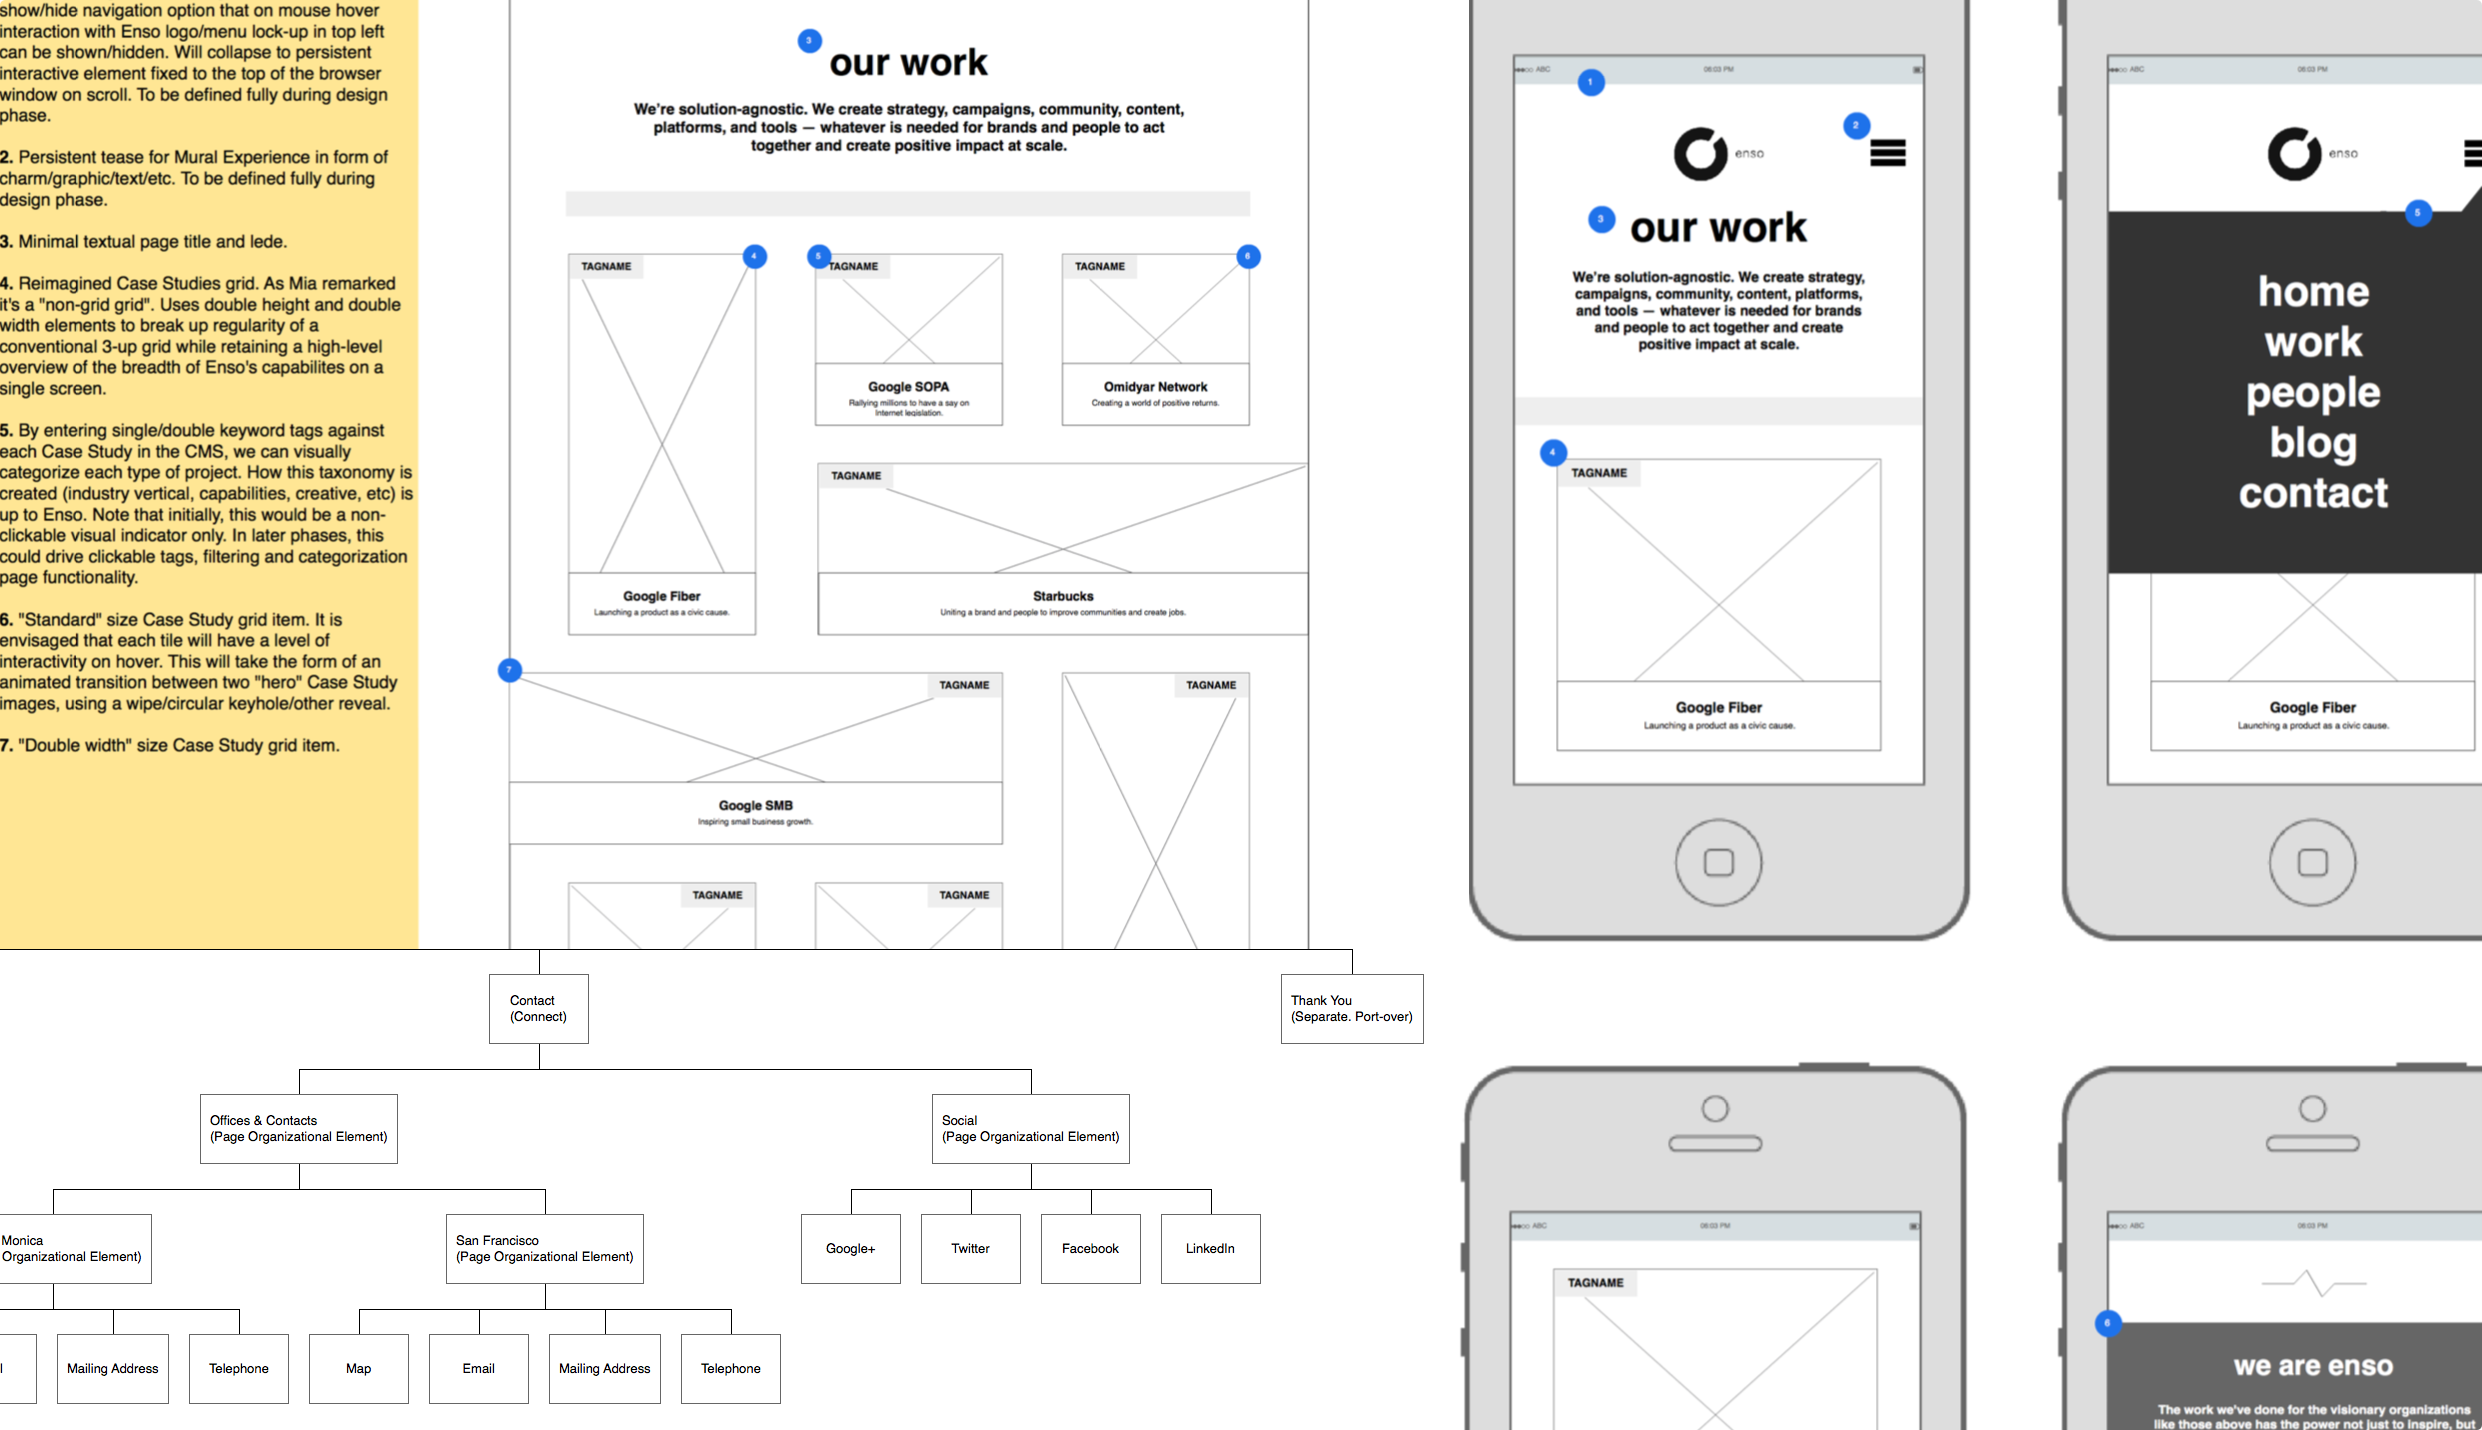 show/hide navigation option that on mouse hover
interaction with Enso logo/menu lock-up in top left
can be shown/hidden. Will collapse to persistent
interactive element fixed to the top of the browser
window on scroll. To be defined fully during design
phase.
2. Persistent tease for Mural Experience in form of
charm/graphic/text/etc. To be defined fully during
design phase.
3. Minimal textual page title and lede.
4. Reimagined Case Studies grid. As Mia remarked
it's a "non-grid grid". Uses double height and double
width elements to break up regularity of a
conventional 3-up grid while retaining a high-level
overview of the breadth of Enso's capabilites on a
single screen.
5. By entering single/double keyword tags against
each Case Study in the CMS, we can visually
categorize each type of project. How this taxonomy is
created (industry vertical, capabilities, creative, etc) is
up to Enso. Note that initially, this would be a non-
clickable visual indicator only. In later phases, this
could drive clickable tags, filtering and categorization
page functionality.
6. "Standard" size Case Study grid item. It is
envisaged that each tile will have a level of
interactivity on hover. This will take the form of an
animated transition between two "hero" Case Study
images, using a wipe/circular keyhole/other reveal.
7. "Double width" size Case Study grid item.
3
our work
We're solution-agnostic. We create strategy, campaigns, community, content,
platforms, and tools — whatever is needed for brands and people to act
together and create positive impact at scale.
4
TAGNAME
Google Fiber
Launching a product as a civic cause.
5
TAGNAME
Google SOPA
Rallying millions to have a say on
Internet legislation.
6
TAGNAME
Omidyar Network
Creating a world of positive returns.
TAGNAME
Starbucks
Uniting a brand and people to improve communities and create jobs.
7
TAGNAME
Google SMB
Inspiring small business growth.
TAGNAME
TAGNAME
TAGNAME
ABC
06:03 PM
1
2
enso
3
our work
We're solution-agnostic. We create strategy,
campaigns, community, content, platforms,
and tools — whatever is needed for brands
and people to act together and create
positive impact at scale.
4
TAGNAME
Google Fiber
Launching a product as a civic cause.
ABC
06:03 PM
enso
5
home
work
people
blog
contact
Google Fiber
Launching a product as a civic cause.
Contact
(Connect)
Thank You
(Separate. Port-over)
Offices & Contacts
(Page Organizational Element)
Social
(Page Organizational Element)
Monica
Organizational Element)
San Francisco
(Page Organizational Element)
Google+
Twitter
Facebook
LinkedIn
l
Mailing Address
Telephone
Map
Email
Mailing Address
Telephone
ABC
06:03 PM
TAGNAME
ABC
06:03 PM
6
we are enso
The work we've done for the visionary organizations
like those above has the power not just to inspire, but